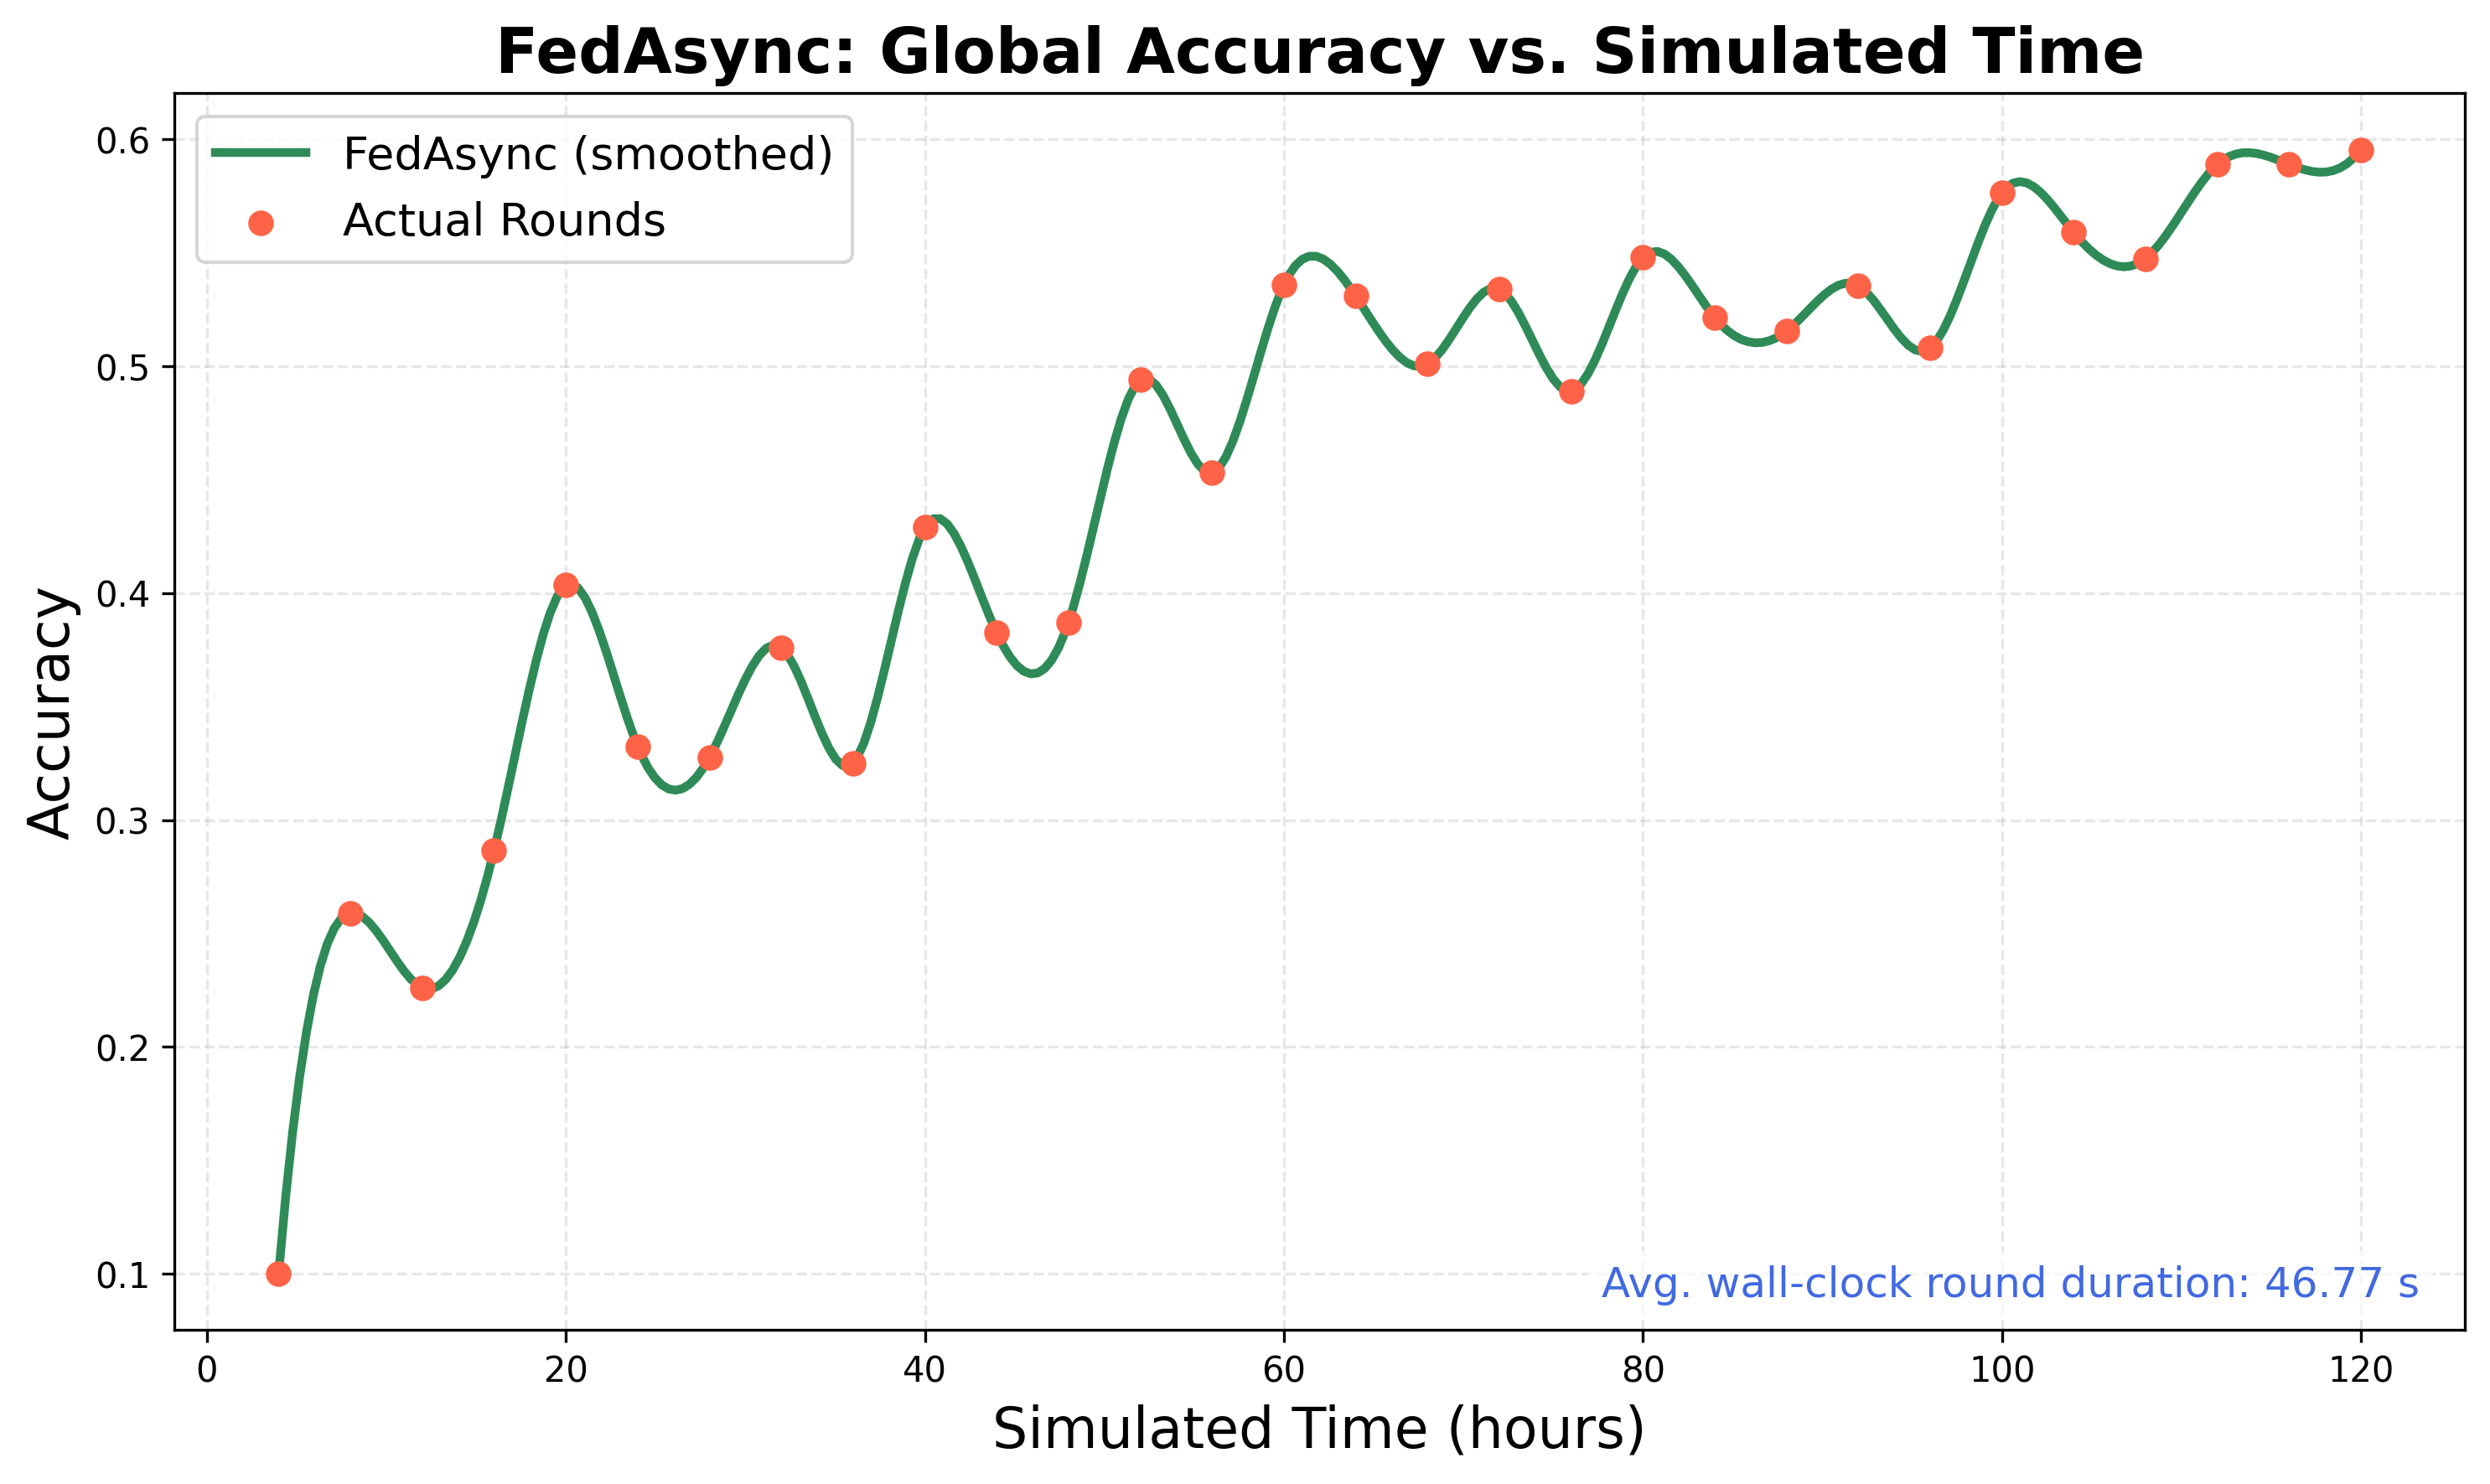 FedAsync: Global Accuracy vs. Simulated Time
FedAsync (smoothed)
Actual Rounds
Accuracy
0.6
0.5
0.4
0.3
0.2
0.1
Avg. wall-clock round duration: 46.77 s
0
20
40
60
80
100
120
Simulated Time (hours)